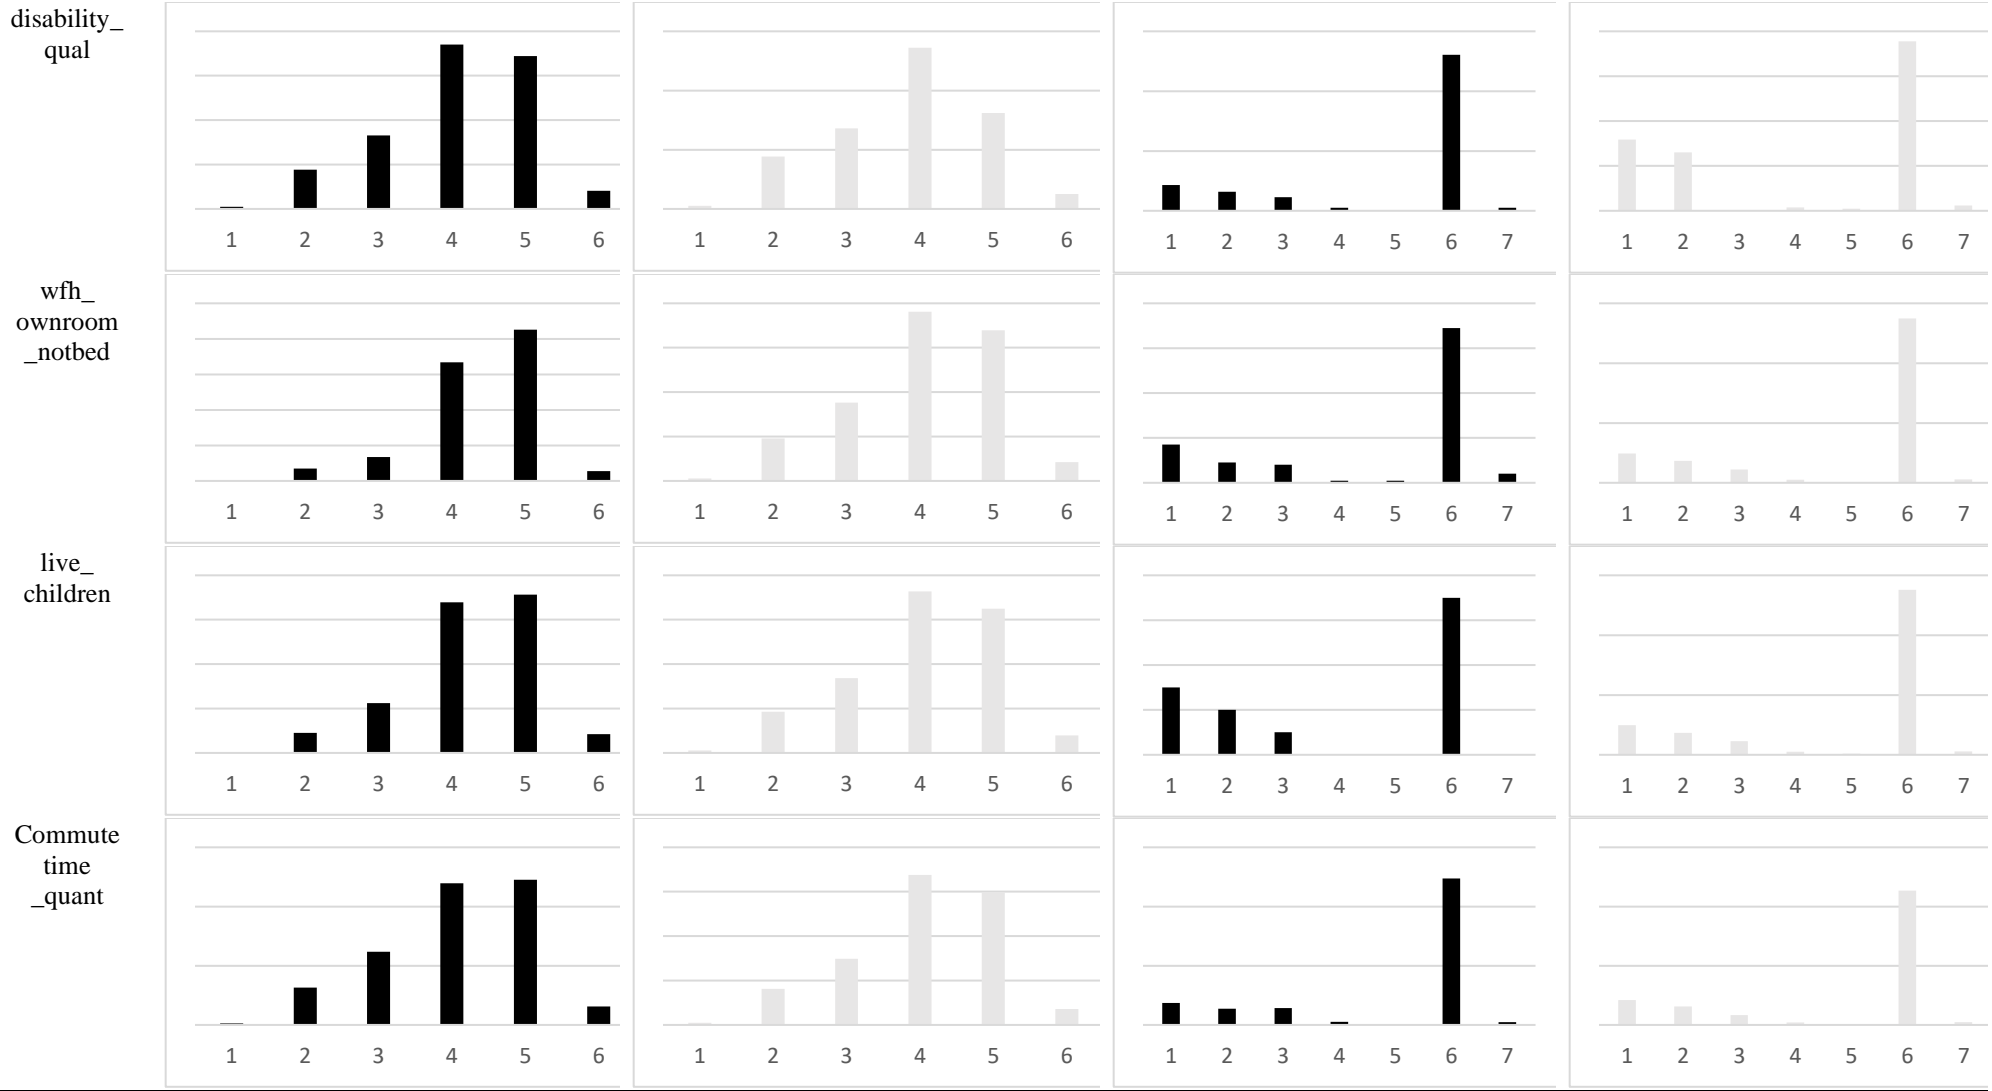 disability_
qual
1 2 3 4 5 6
1 2 3 4 5 6
1 2 3 4 5 6 7
1 2 3 4 5 6 7
wfh_
ownroom
_notbed
1 2 3 4 5 6
1 2 3 4 5 6
1 2 3 4 5 6 7
1 2 3 4 5 6 7
live_
children
1 2 3 4 5 6
1 2 3 4 5 6
1 2 3 4 5 6 7
1 2 3 4 5 6 7
Commute
time
_quant
1 2 3 4 5 6
1 2 3 4 5 6
1 2 3 4 5 6 7
1 2 3 4 5 6 7